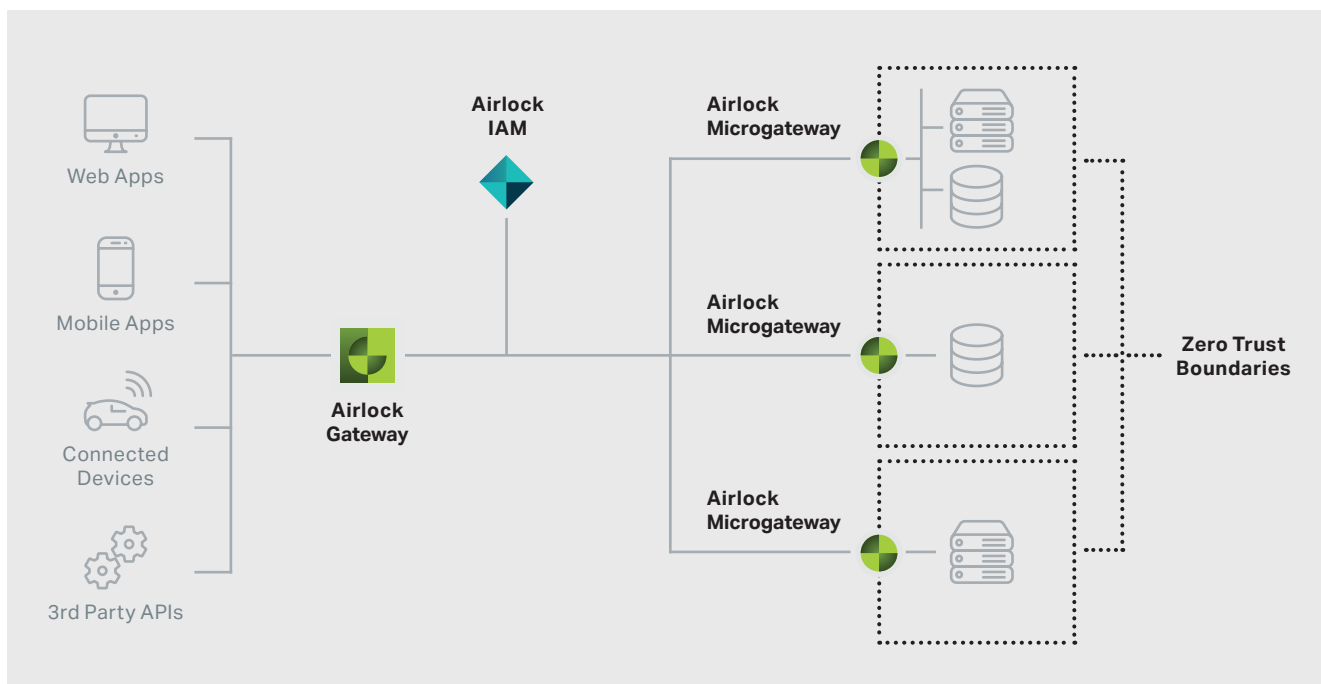 Web Apps
Mobile Apps
Connected
Devices
3rd Party APIs
Airlock
Gateway
Airlock
IAM
Airlock
Microgateway
Airlock
Microgateway
Airlock
Microgateway
Zero Trust
Boundaries